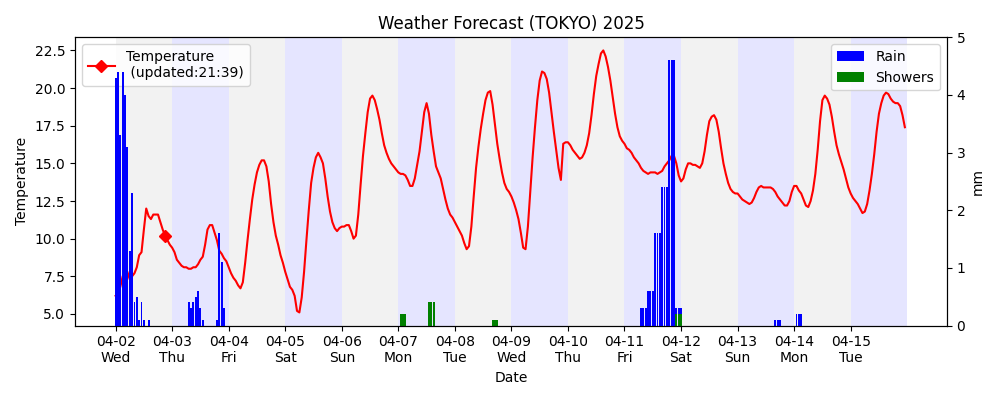 Weather Forecast (TOKYO) 2025
Temperature
(updated:21:39)
Rain
Showers
Temperature
22.5
20.0
17.5
15.0
12.5
10.0
7.5
5.0
5
4
3
2
1
0
mm
04-02 04-03 04-04 04-05 04-06 04-07 04-08 04-09 04-10 04-11 04-12 04-13 04-14 04-15
Wed Thu Fri Sat Sun Mon Tue Wed Thu Fri Sat Sun Mon Tue
Date